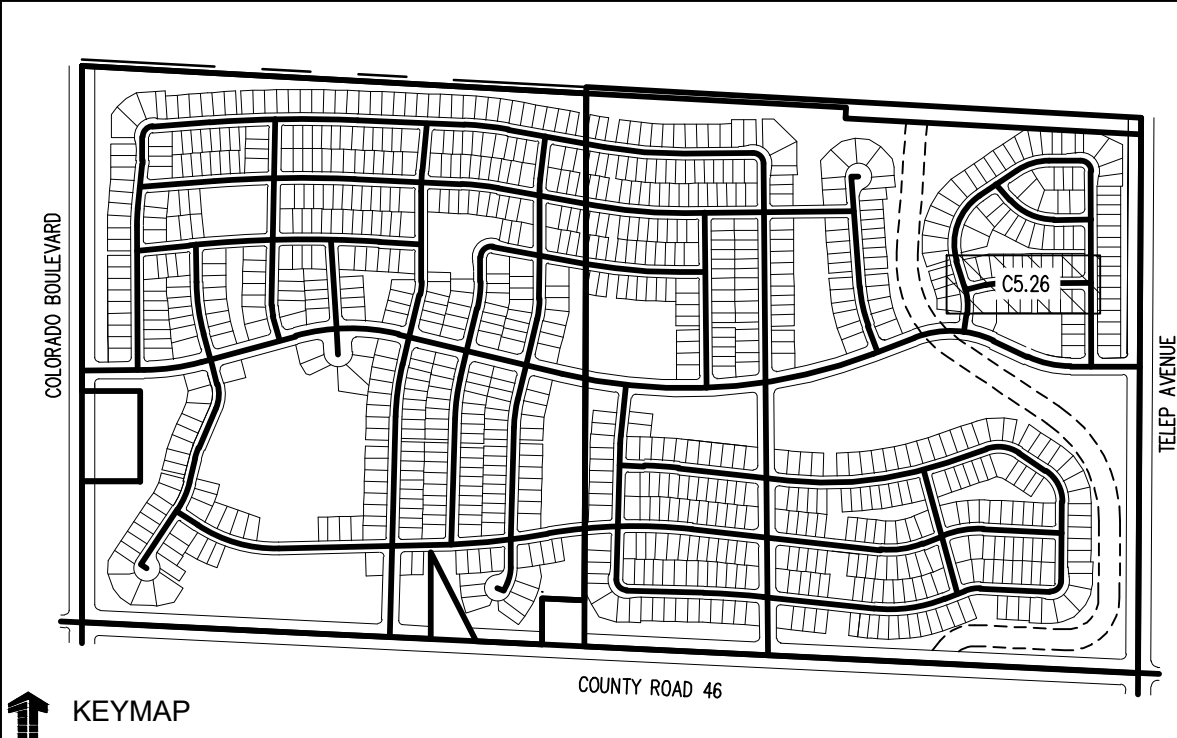 COLORADO BOULEVARD
C5.26
TELEP AVENUE
COUNTY ROAD 46
KEYMAP